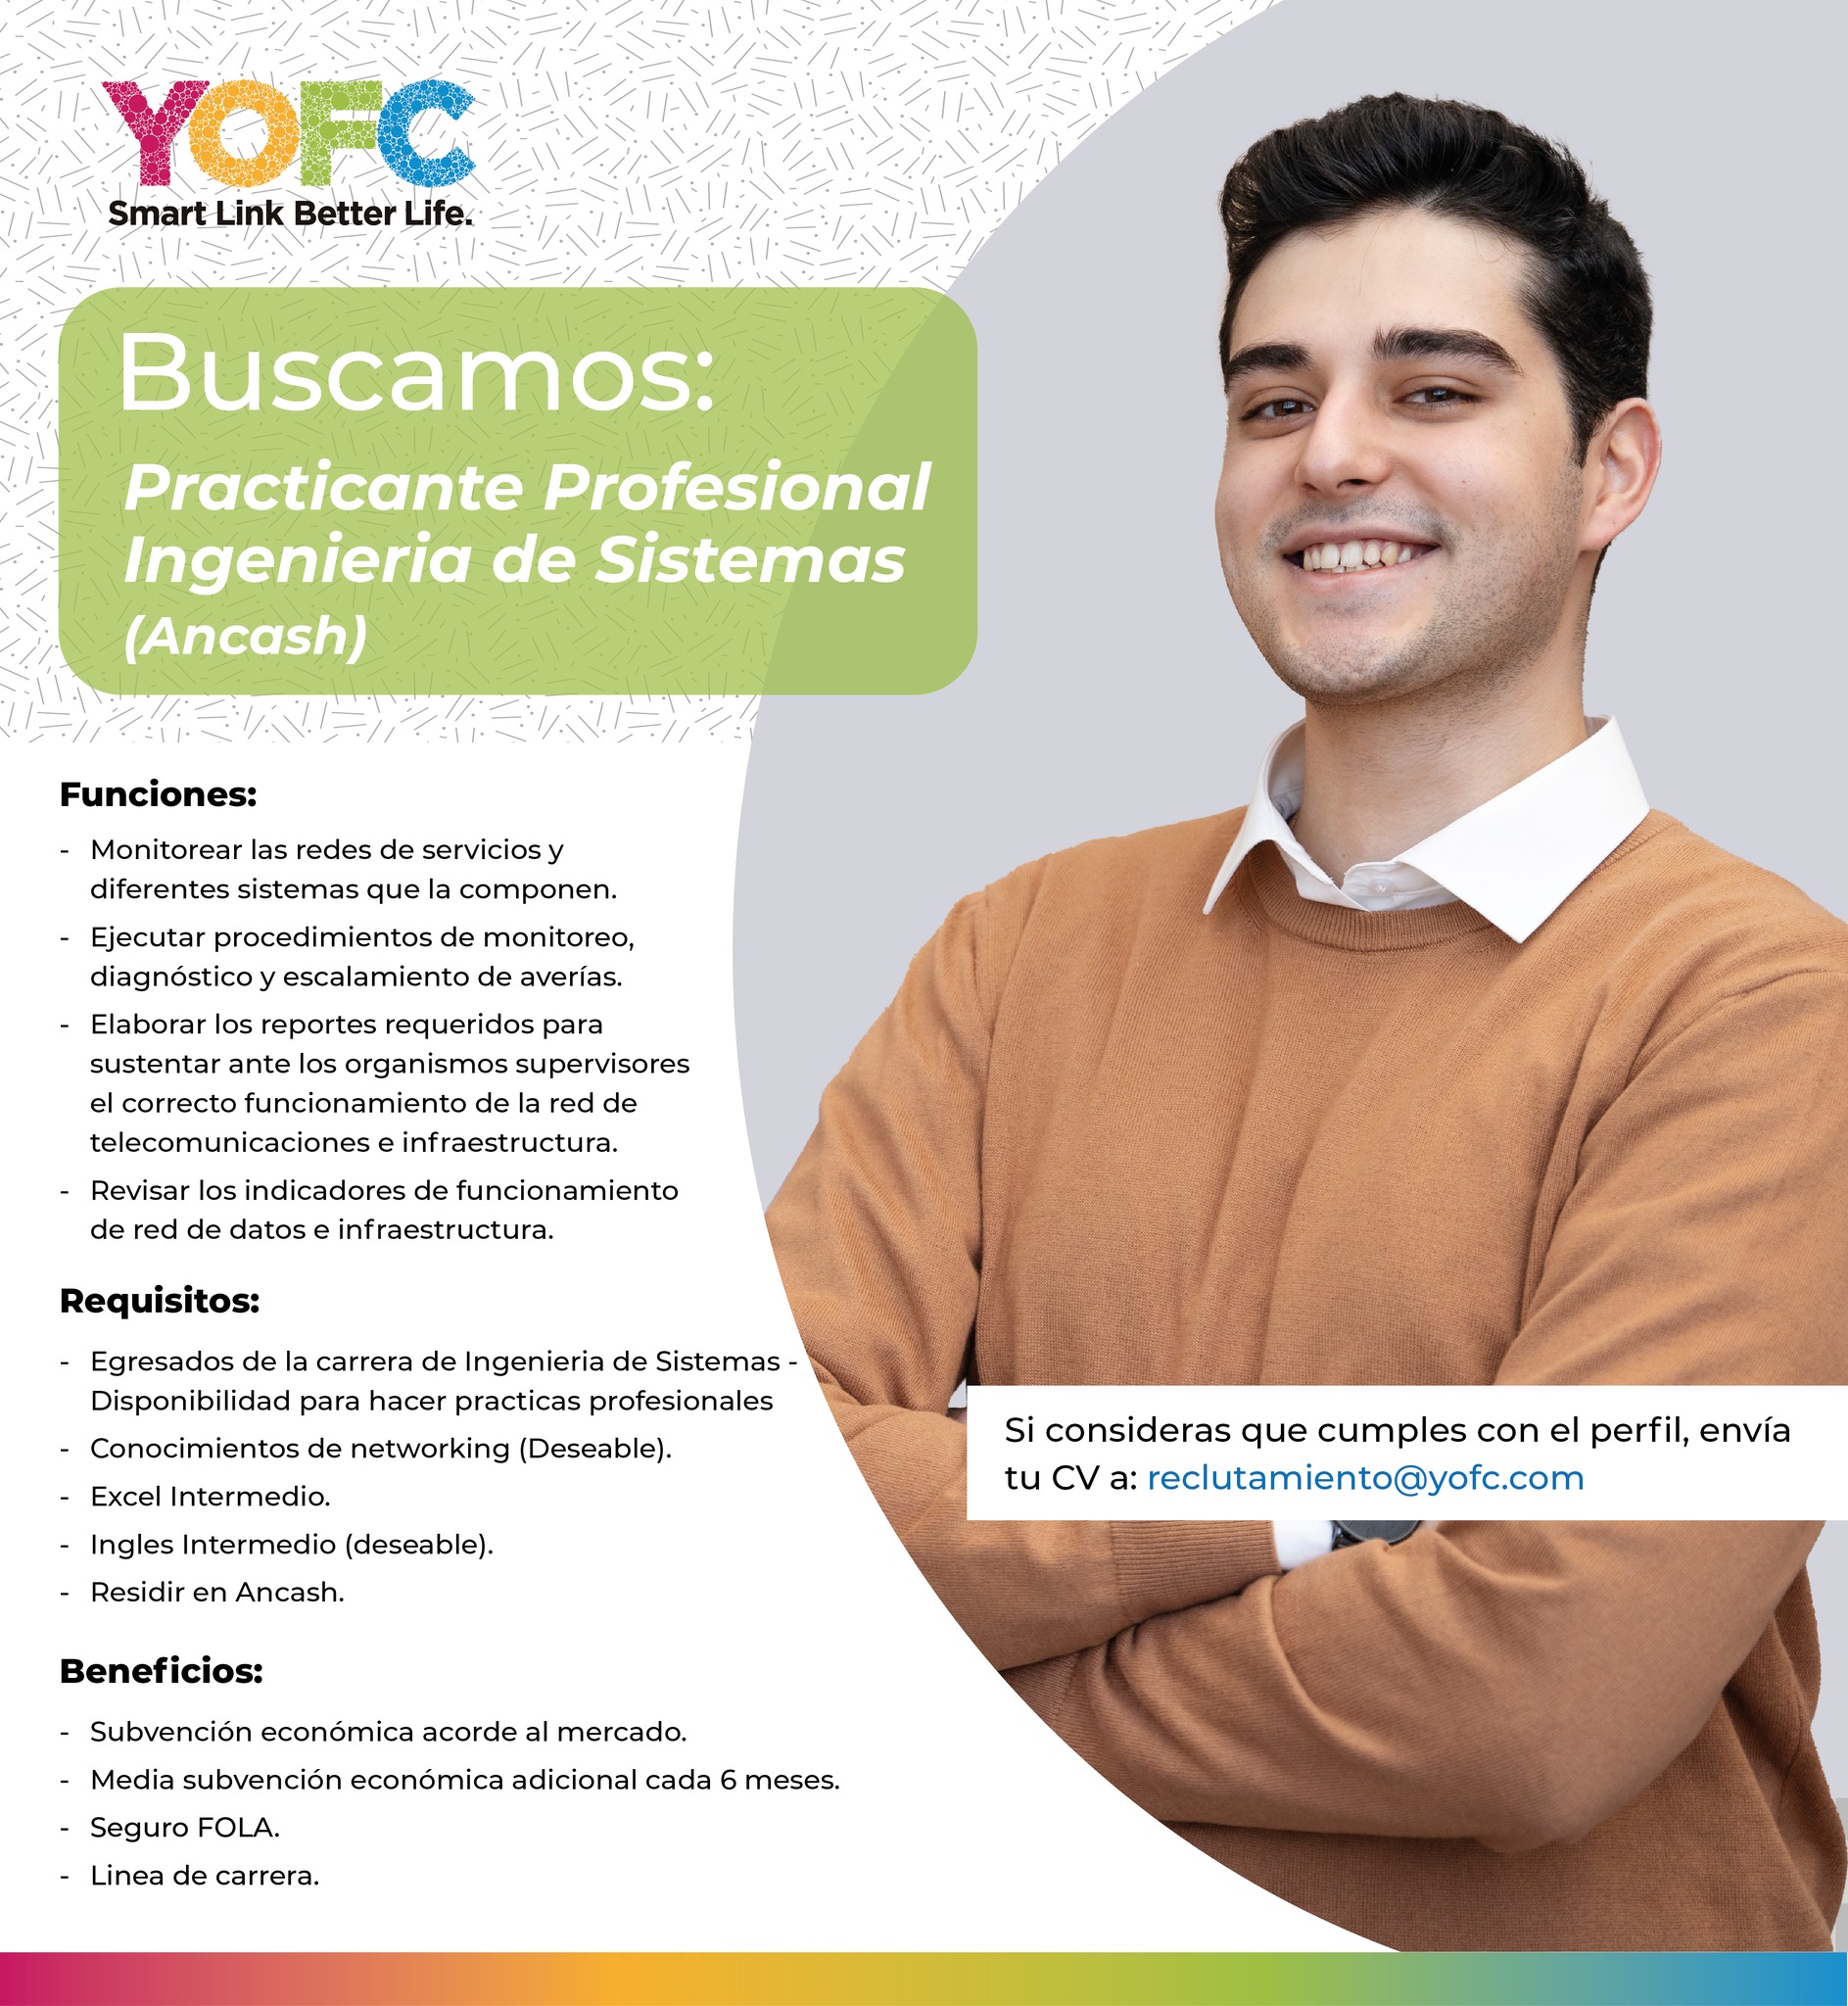 YOFC
Smart Link Better Life.
Buscamos:
Practicante Profesional
Ingenieria de Sistemas
(Ancash)
Funciones:
- Monitorear las redes de servicios y
diferentes sistemas que la componen.
- Ejecutar procedimientos de monitoreo,
diagnóstico y escalamiento de averías.
- Elaborar los reportes requeridos para
sustentar ante los organismos supervisores
el correcto funcionamiento de la red de
telecomunicaciones e infraestructura.
- Revisar los indicadores de funcionamiento
de red de datos e infraestructura.
Requisitos:
- Egresados de la carrera de Ingenieria de Sistemas -
Disponibilidad para hacer practicas profesionales
- Conocimientos de networking (Deseable).
- Excel Intermedio.
- Ingles Intermedio (deseable).
- Residir en Ancash.
Si consideras que cumples con el perfil, envía
tu CV a: reclutamiento@yofc.com
Beneficios:
- Subvención económica acorde al mercado.
- Media subvención económica adicional cada 6 meses.
- Seguro FOLA.
- Linea de carrera.